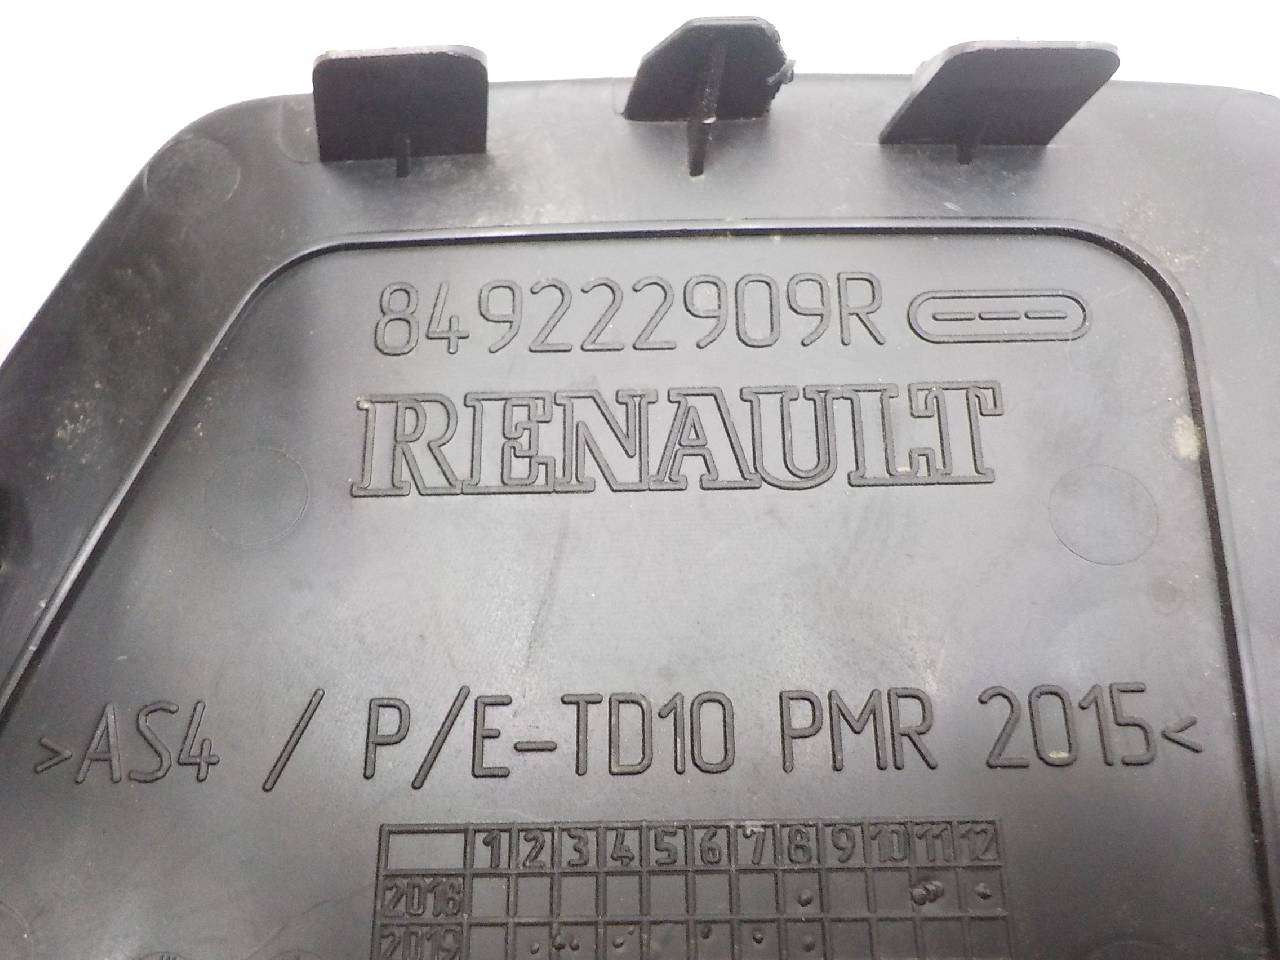 849222909R
RENAULT
>AS4 / P/E-TD10 PMR 2015<
1 2 3 4 5 6 7 8 9 10 11 12
2018
2019